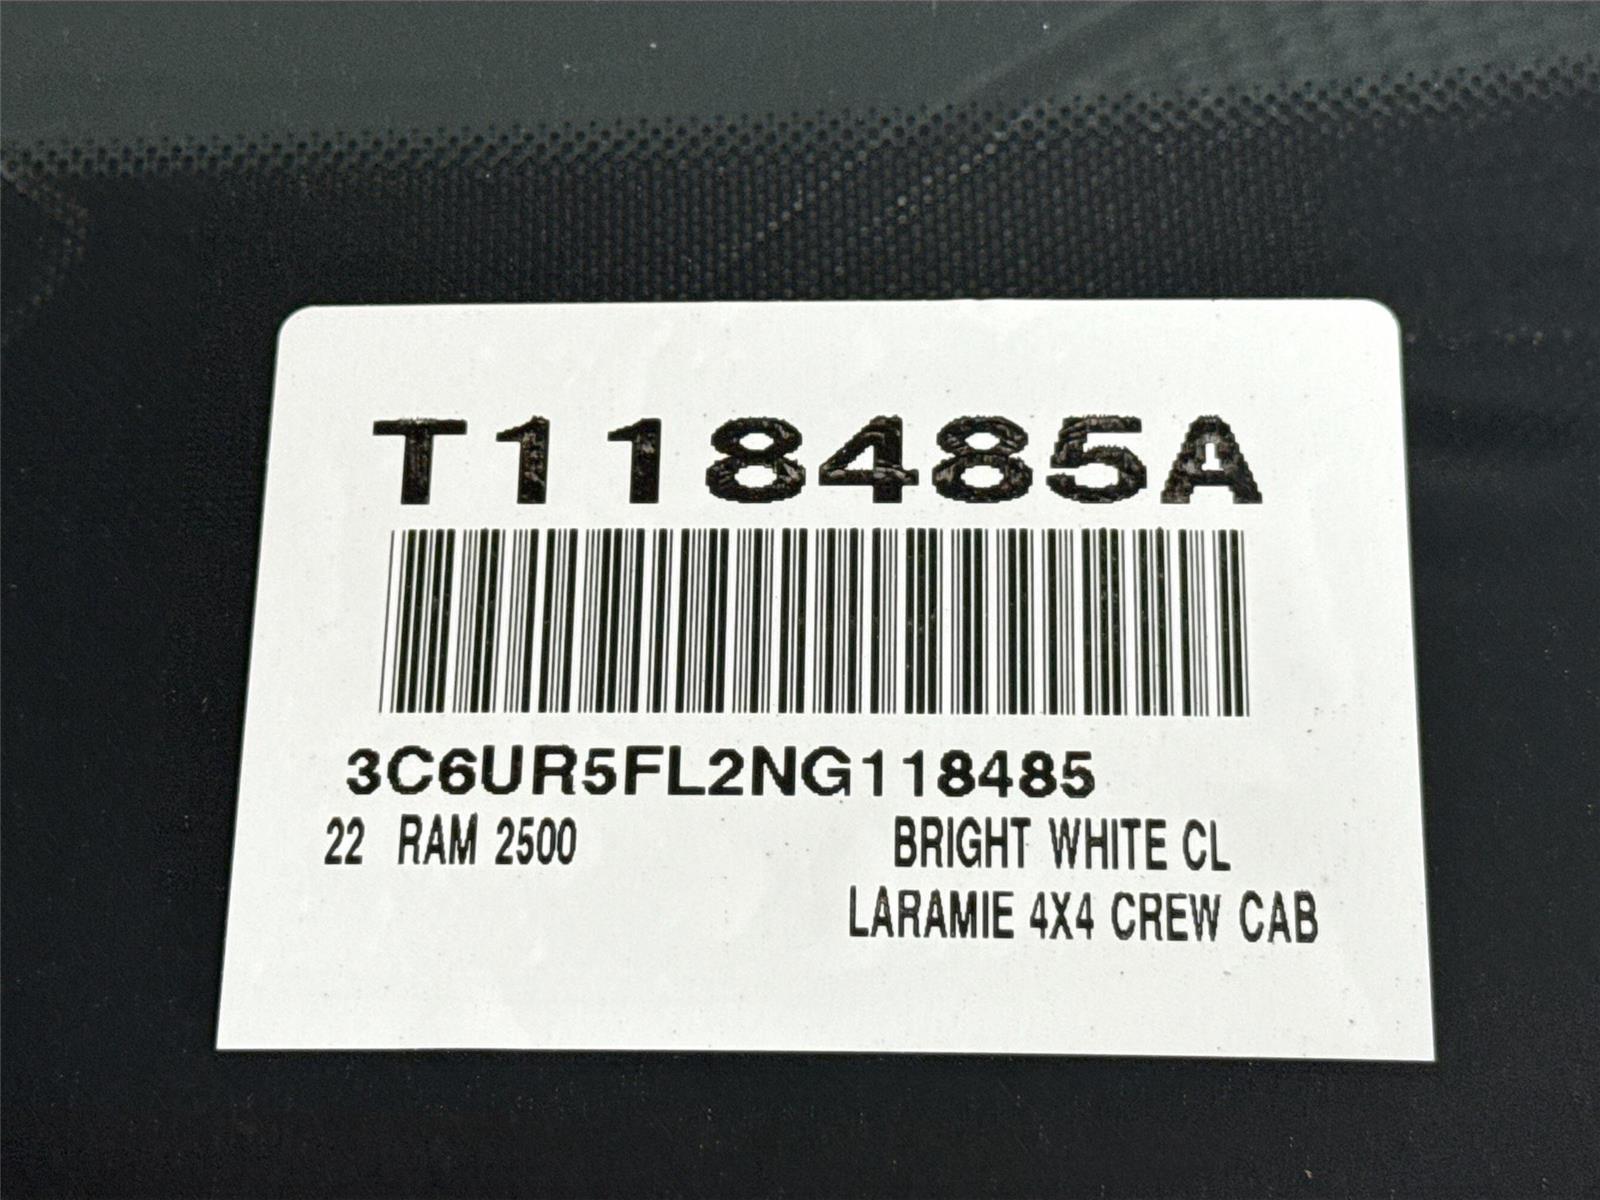 T118485A
3C6UR5FL2NG118485
22 RAM 2500 BRIGHT WHITE CL
LARAMIE 4X4 CREW CAB